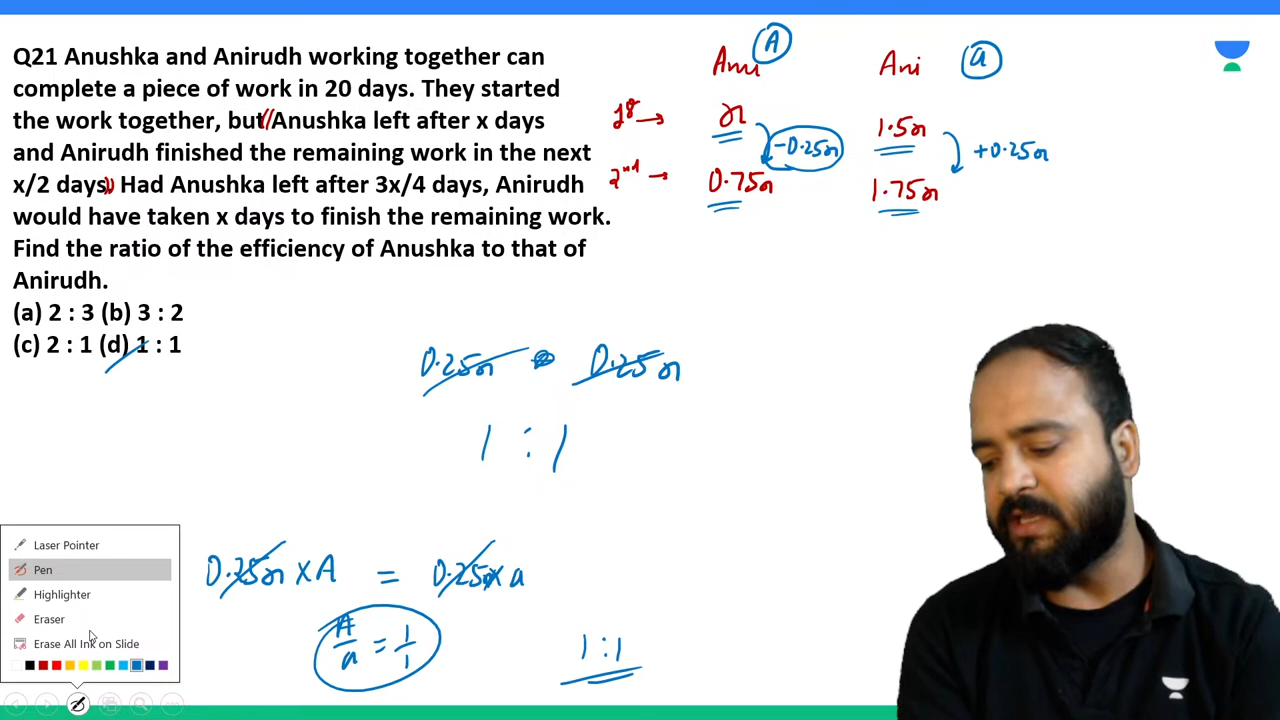 Q21 Anushka and Anirudh working together can
complete a piece of work in 20 days. They started
the work together, but Anushka left after x days
and Anirudh finished the remaining work in the next
x/2 days. Had Anushka left after 3x/4 days, Anirudh
would have taken x days to finish the remaining work.
Find the ratio of the efficiency of Anushka to that of
Anirudh.
(a) 2 : 3 (b) 3 : 2
(c) 2 : 1 (d) 1 : 1
Anu A Ani a
x 1.5x
-0.25x +0.25x
2nd → 0.75x 1.75x
0.25x 0.25x
1 : 1
0.25x × A = 0.25x × a
A/a = 1/1
1 : 1
Laser Pointer
Pen
Highlighter
Eraser
Erase All Ink on Slide